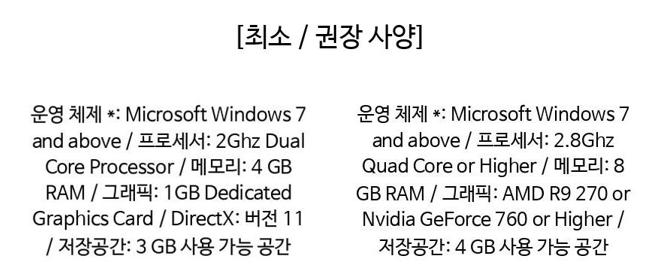 [최소 / 권장 사양]
운영 체제 *: Microsoft Windows 7
and above / 프로세서: 2Ghz Dual
Core Processor / 메모리: 4 GB
RAM / 그래픽: 1GB Dedicated
Graphics Card / DirectX: 버전 11
/ 저장공간: 3 GB 사용 가능 공간
운영 체제 *: Microsoft Windows 7
and above / 프로세서: 2.8Ghz
Quad Core or Higher / 메모리: 8
GB RAM / 그래픽: AMD R9 270 or
Nvidia GeForce 760 or Higher /
저장공간: 4 GB 사용 가능 공간